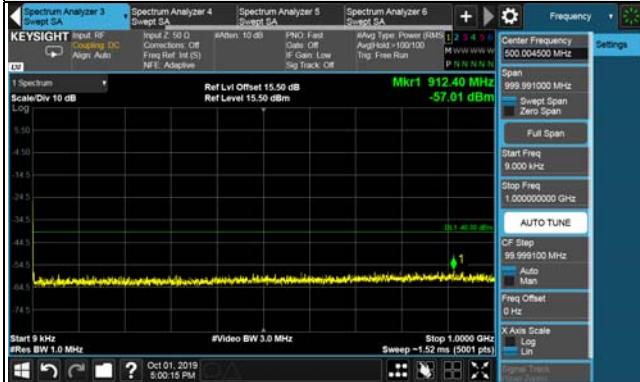 Spectrum Analyzer 3
Swept SA
Spectrum Analyzer 4
Swept SA
Spectrum Analyzer 5
Swept SA
Spectrum Analyzer 6
Swept SA
Frequency
KEYSIGHT
Input: RF
Coupling: DC
Align: Auto
Input Z: 50 Ω
Corrections: Off
Freq Ref: Int (S)
NFE: Adaptive
#Atten: 10 dB
PNO: Fast
Gate: Off
IF Gain: Low
Sig Track: Off
#Avg Type: Power (RMS
Avg|Hold:>100/100
Trig: Free Run
1 2 3 4 5 6
M W W W W W
P N N N N N
LXI
1 Spectrum
Scale/Div 10 dB
Log
Ref Lvl Offset 15.50 dB
Ref Level 15.50 dBm
Mkr1 912.40 MHz
-57.01 dBm
5.50
-4.50
-14.5
-24.5
-34.5
-44.5
-54.5
-64.5
-74.5
DL1 -40.00 dBm
1
Start 9 kHz
#Res BW 1.0 MHz
#Video BW 3.0 MHz
Stop 1.0000 GHz
Sweep ~1.52 ms (5001 pts)
Oct 01, 2019
5:00:15 PM
Center Frequency
500.004500 MHz
Settings
Span
999.991000 MHz
Swept Span
Zero Span
Full Span
Start Freq
9.000 kHz
Stop Freq
1.000000000 GHz
AUTO TUNE
CF Step
99.999100 MHz
Auto
Man
Freq Offset
0 Hz
X Axis Scale
Log
Lin
Signal Track